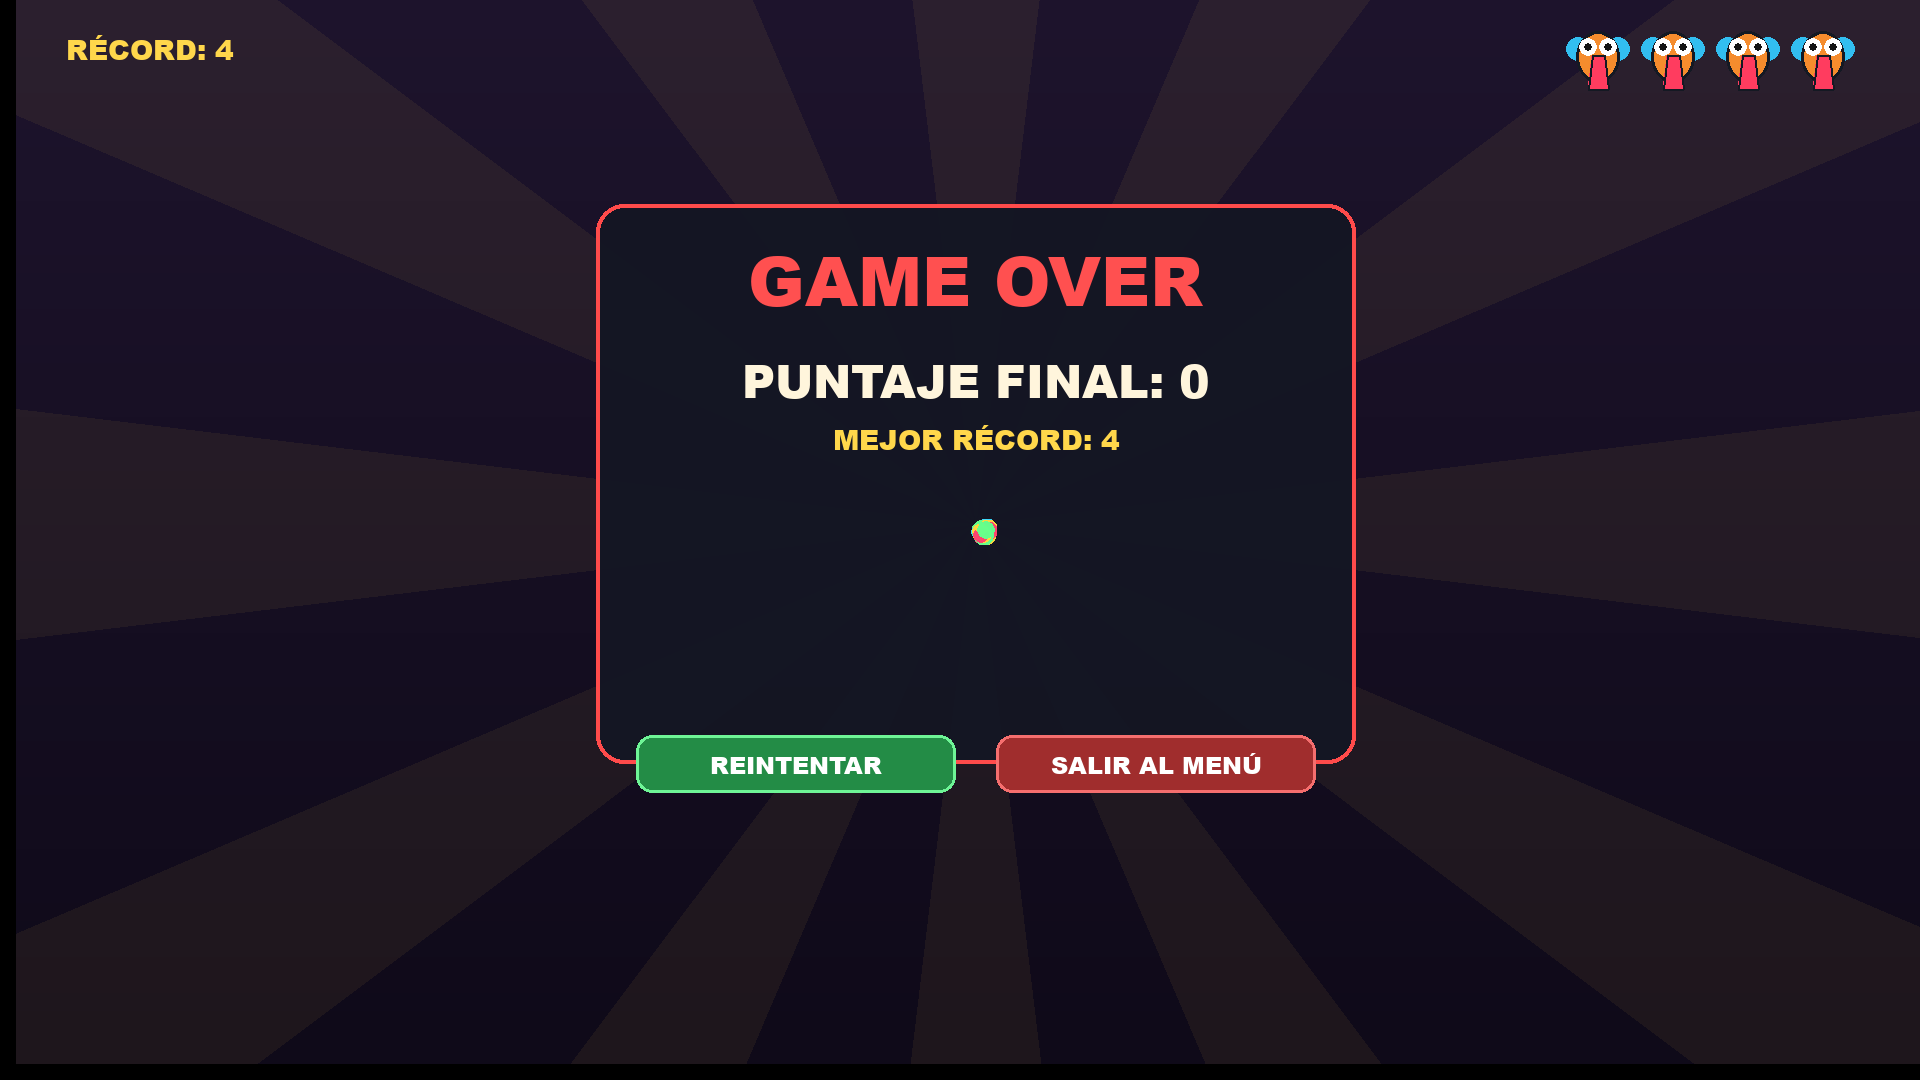 RÉCORD: 4
GAME OVER
PUNTAJE FINAL: 0
MEJOR RÉCORD: 4
REINTENTAR
SALIR AL MENÚ